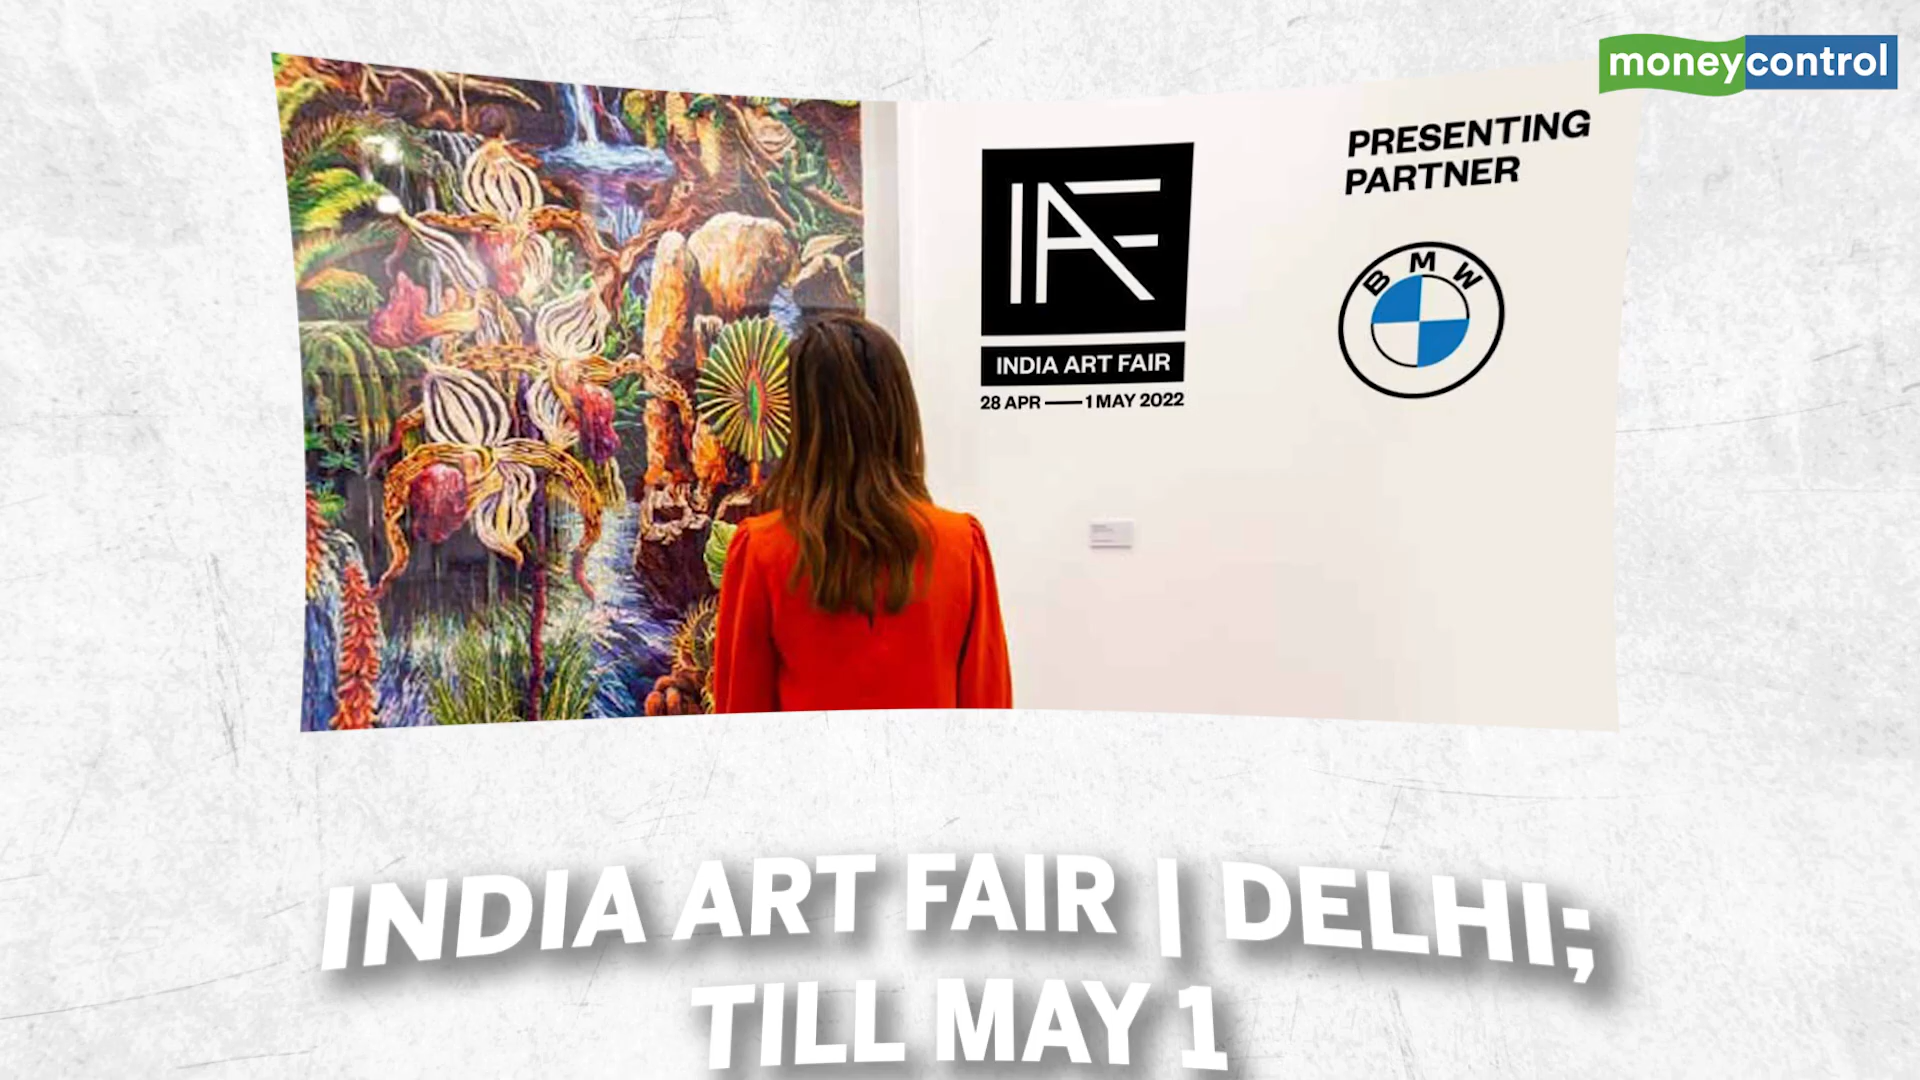 moneycontrol
PRESENTING
PARTNER
IAF
BMW
INDIA ART FAIR
28 APR — 1 MAY 2022
INDIA ART FAIR | DELHI;
TILL MAY 1